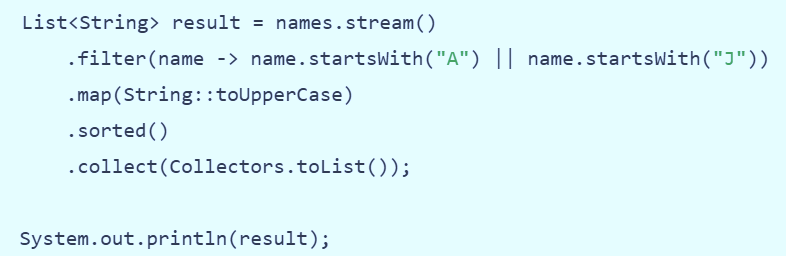 List<String> result = names.stream()
    .filter(name -> name.startsWith("A") || name.startsWith("J"))
    .map(String::toUpperCase)
    .sorted()
    .collect(Collectors.toList());

System.out.println(result);